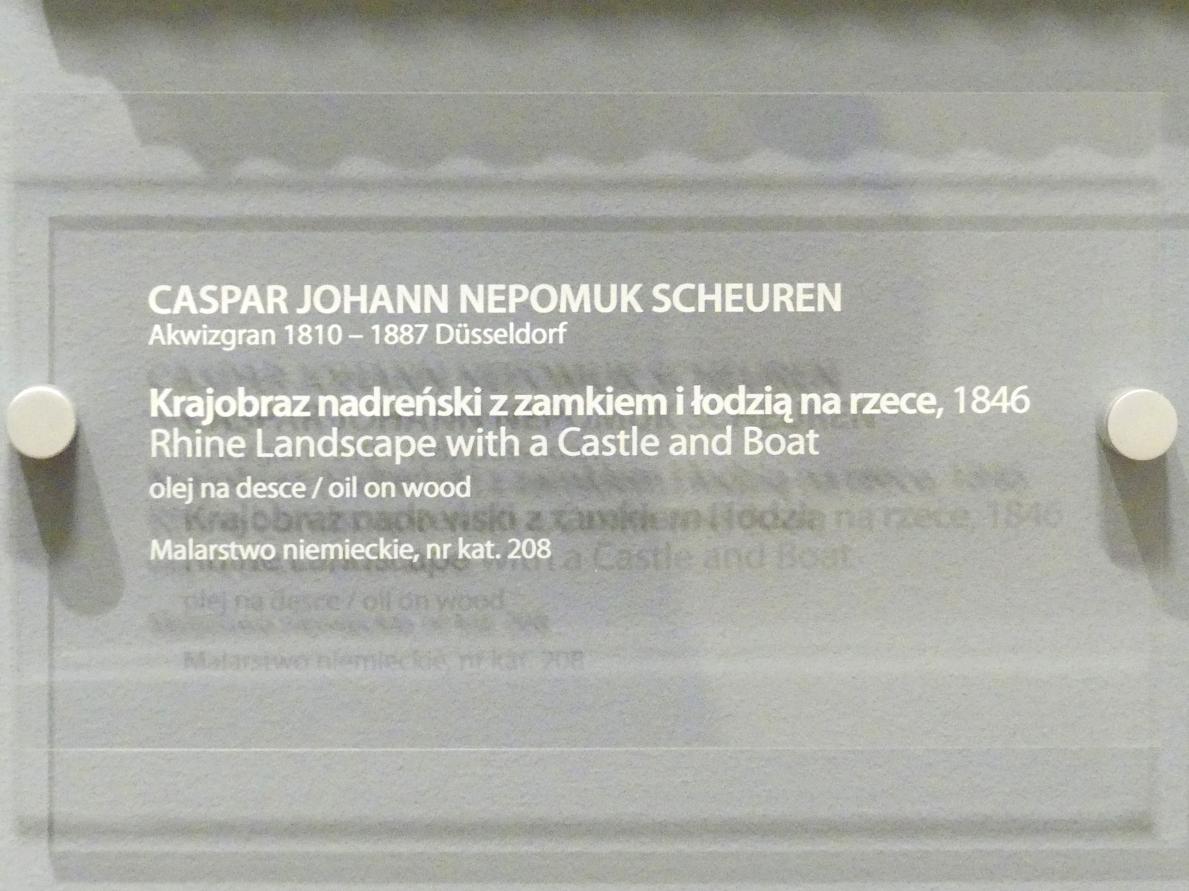 CASPAR JOHANN NEPOMUK SCHEUREN
Akwizgran 1810 – 1887 Düsseldorf
Krajobraz nadreński z zamkiem i łodzią na rzece, 1846
Rhine Landscape with a Castle and Boat
olej na desce / oil on wood
Malarstwo niemieckie, nr kat. 208